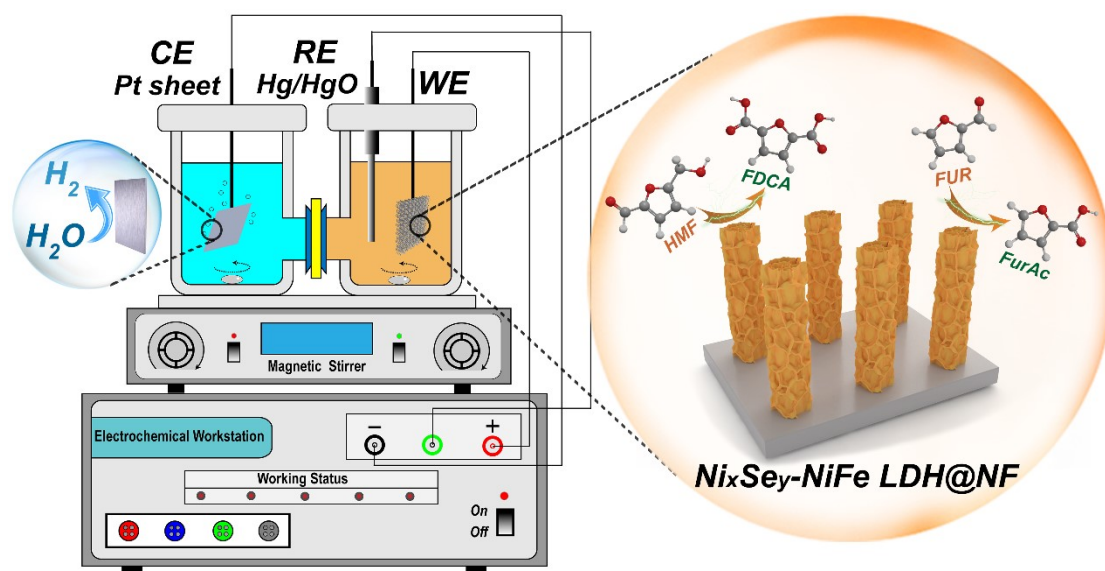 CE
Pt sheet
RE
Hg/HgO
WE
H2
H2O
FDCA
HMF
FUR
FurAc
NixSey-NiFe LDH@NF
Magnetic Stirrer
Electrochemical Workstation
− +
Working Status
On
Off